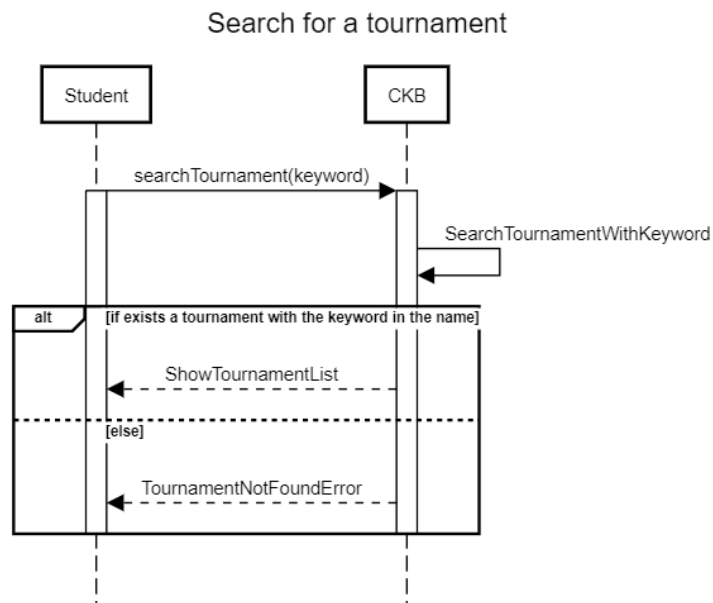 Search for a tournament
Student
CKB
searchTournament(keyword)
SearchTournamentWithKeyword
alt
[if exists a tournament with the keyword in the name]
ShowTournamentList
[else]
TournamentNotFoundError